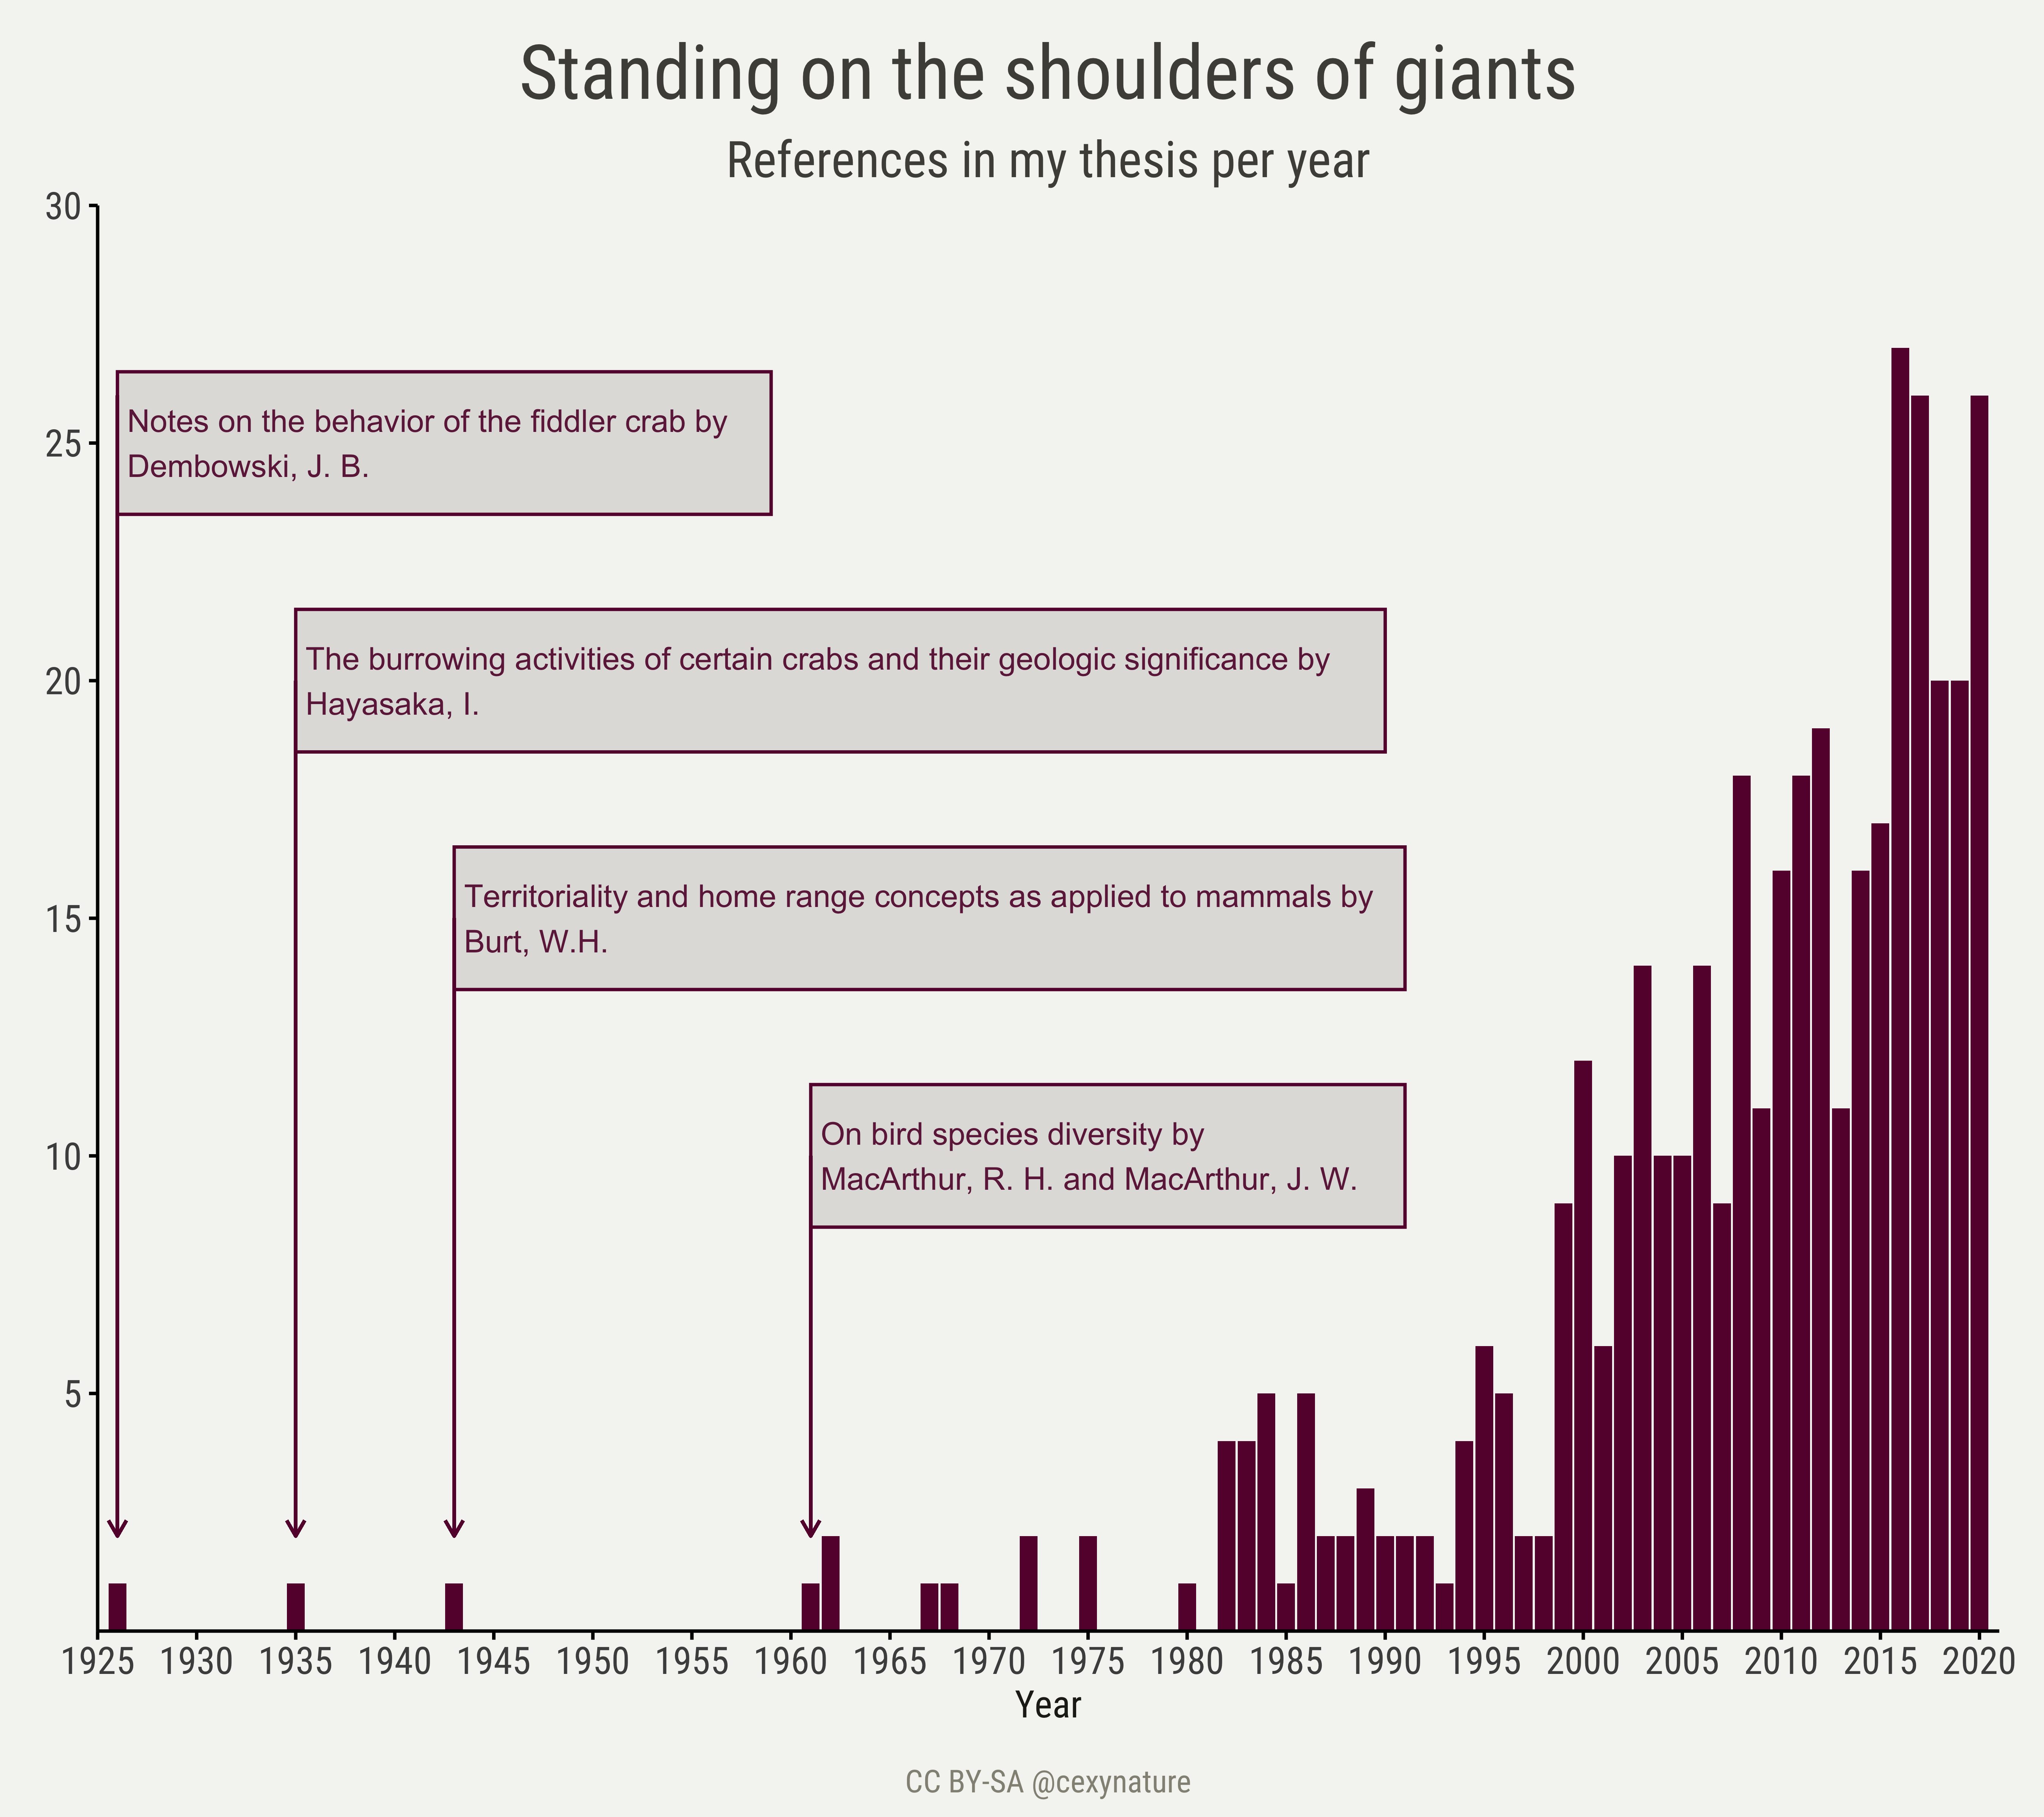 Standing on the shoulders of giants
References in my thesis per year
30
25
20
15
10
5
Notes on the behavior of the fiddler crab by
Dembowski, J. B.
The burrowing activities of certain crabs and their geologic significance by
Hayasaka, I.
Territoriality and home range concepts as applied to mammals by
Burt, W.H.
On bird species diversity by
MacArthur, R. H. and MacArthur, J. W.
1925 1930 1935 1940 1945 1950 1955 1960 1965 1970 1975 1980 1985 1990 1995 2000 2005 2010 2015 2020
Year
CC BY-SA @cexynature